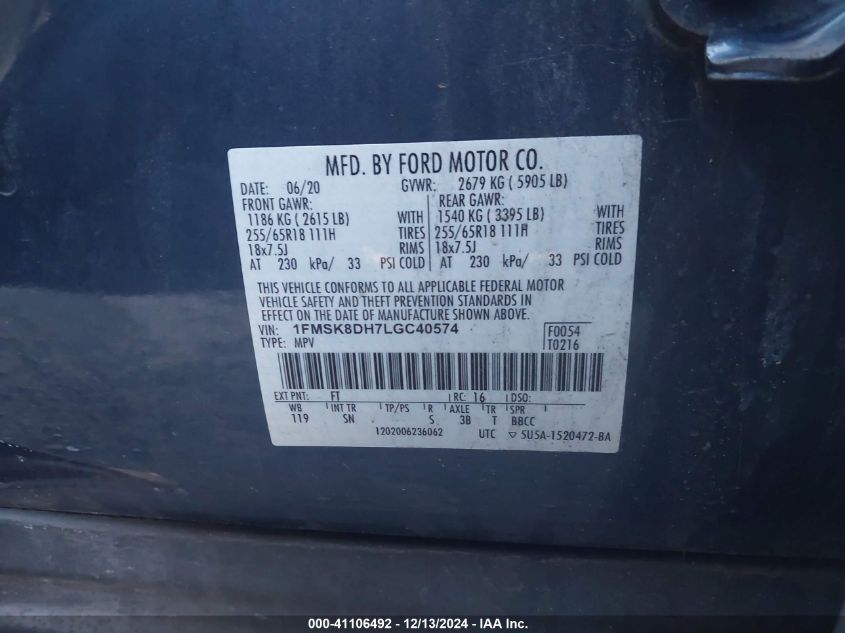 MFD. BY FORD MOTOR CO.
DATE: 06/20 GVWR: 2679 KG ( 5905 LB)
FRONT GAWR: REAR GAWR:
1186 KG ( 2615 LB) WITH 1540 KG ( 3395 LB) WITH
255/65R18 111H TIRES 255/65R18 111H TIRES
18x7.5J RIMS 18x7.5J RIMS
AT 230 kPa/ 33 PSI COLD AT 230 kPa/ 33 PSI COLD
THIS VEHICLE CONFORMS TO ALL APPLICABLE FEDERAL MOTOR
VEHICLE SAFETY AND THEFT PREVENTION STANDARDS IN
EFFECT ON THE DATE OF MANUFACTURE SHOWN ABOVE.
VIN: 1FMSK8DH7LGC40574 F0054
TYPE: MPV T0216
EXT PNT: FT RC: 16 DSO:
WB INT TR TP/PS R AXLE TR SPR
119 SN S 3B T BBCC
1202006236062 UTC ▽ 5U5A-1520472-BA
000-41106492 - 12/13/2024 - IAA Inc.